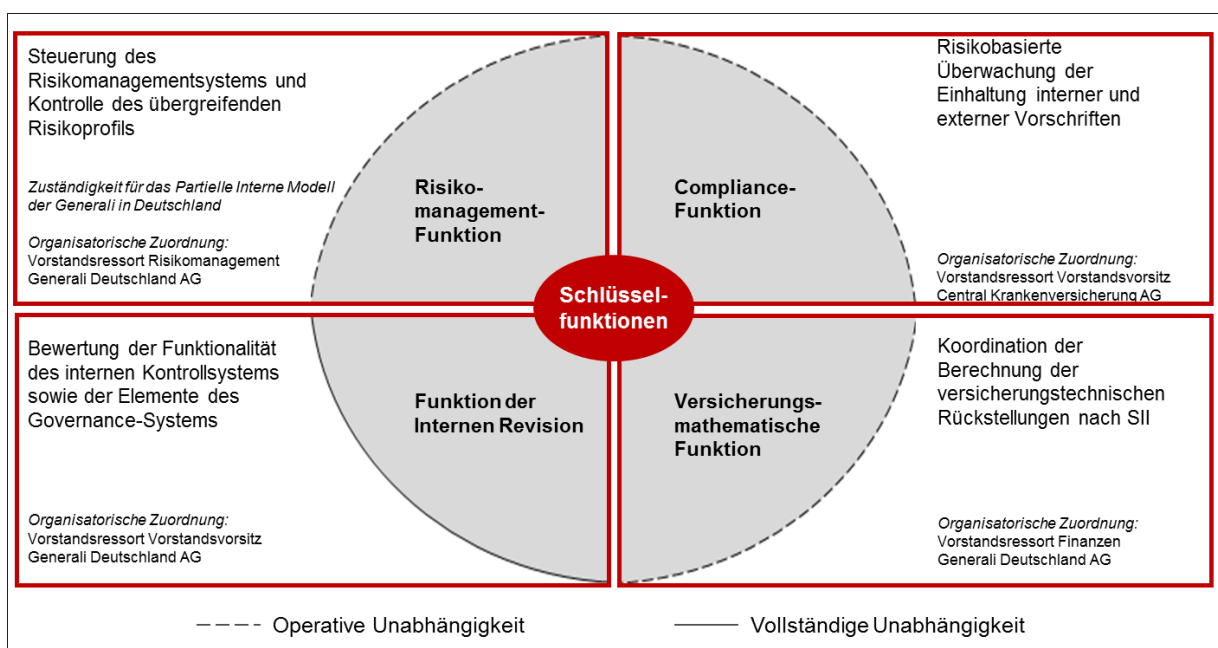 Steuerung des
Risikomanagementsystems und
Kontrolle des übergreifenden
Risikoprofils
Zuständigkeit für das Partielle Interne Modell
der Generali in Deutschland
Organisatorische Zuordnung:
Vorstandsressort Risikomanagement
Generali Deutschland AG
Risiko-
management-
Funktion
Compliance-
Funktion
Risikobasierte
Überwachung der
Einhaltung interner und
externer Vorschriften
Organisatorische Zuordnung:
Vorstandsressort Vorstandsvorsitz
Central Krankenversicherung AG
Schlüssel-
funktionen
Bewertung der Funktionalität
des internen Kontrollsystems
sowie der Elemente des
Governance-Systems
Organisatorische Zuordnung:
Vorstandsressort Vorstandsvorsitz
Generali Deutschland AG
Funktion der
Internen Revision
Versicherungs-
mathematische
Funktion
Koordination der
Berechnung der
versicherungstechnischen
Rückstellungen nach SII
Organisatorische Zuordnung:
Vorstandsressort Finanzen
Generali Deutschland AG
Operative Unabhängigkeit
Vollständige Unabhängigkeit